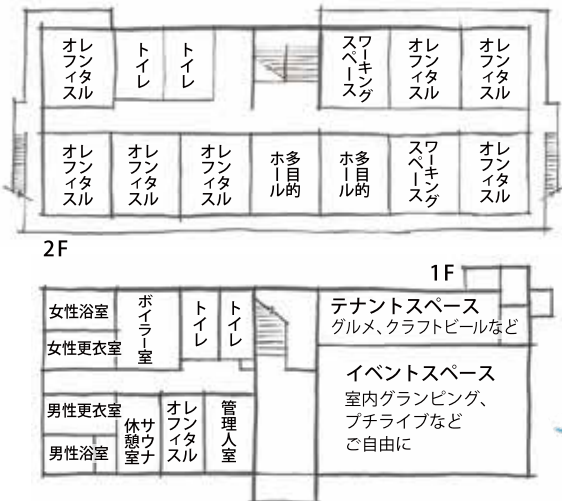 レンタル
オフィス
トイレ
トイレ
ワーキング
スペース
レンタル
オフィス
レンタル
オフィス
レンタル
オフィス
レンタル
オフィス
レンタル
オフィス
多目的
ホール
多目的
ホール
ワーキング
スペース
レンタル
オフィス
2F
1F
女性浴室
女性更衣室
ボイラー室
トイレ
トイレ
テナントスペース
グルメ、クラフトビールなど
イベントスペース
室内グランピング、
プチライブなど
ご自由に
男性更衣室
男性浴室
サウナ
休憩室
レンタル
オフィス
管理人室